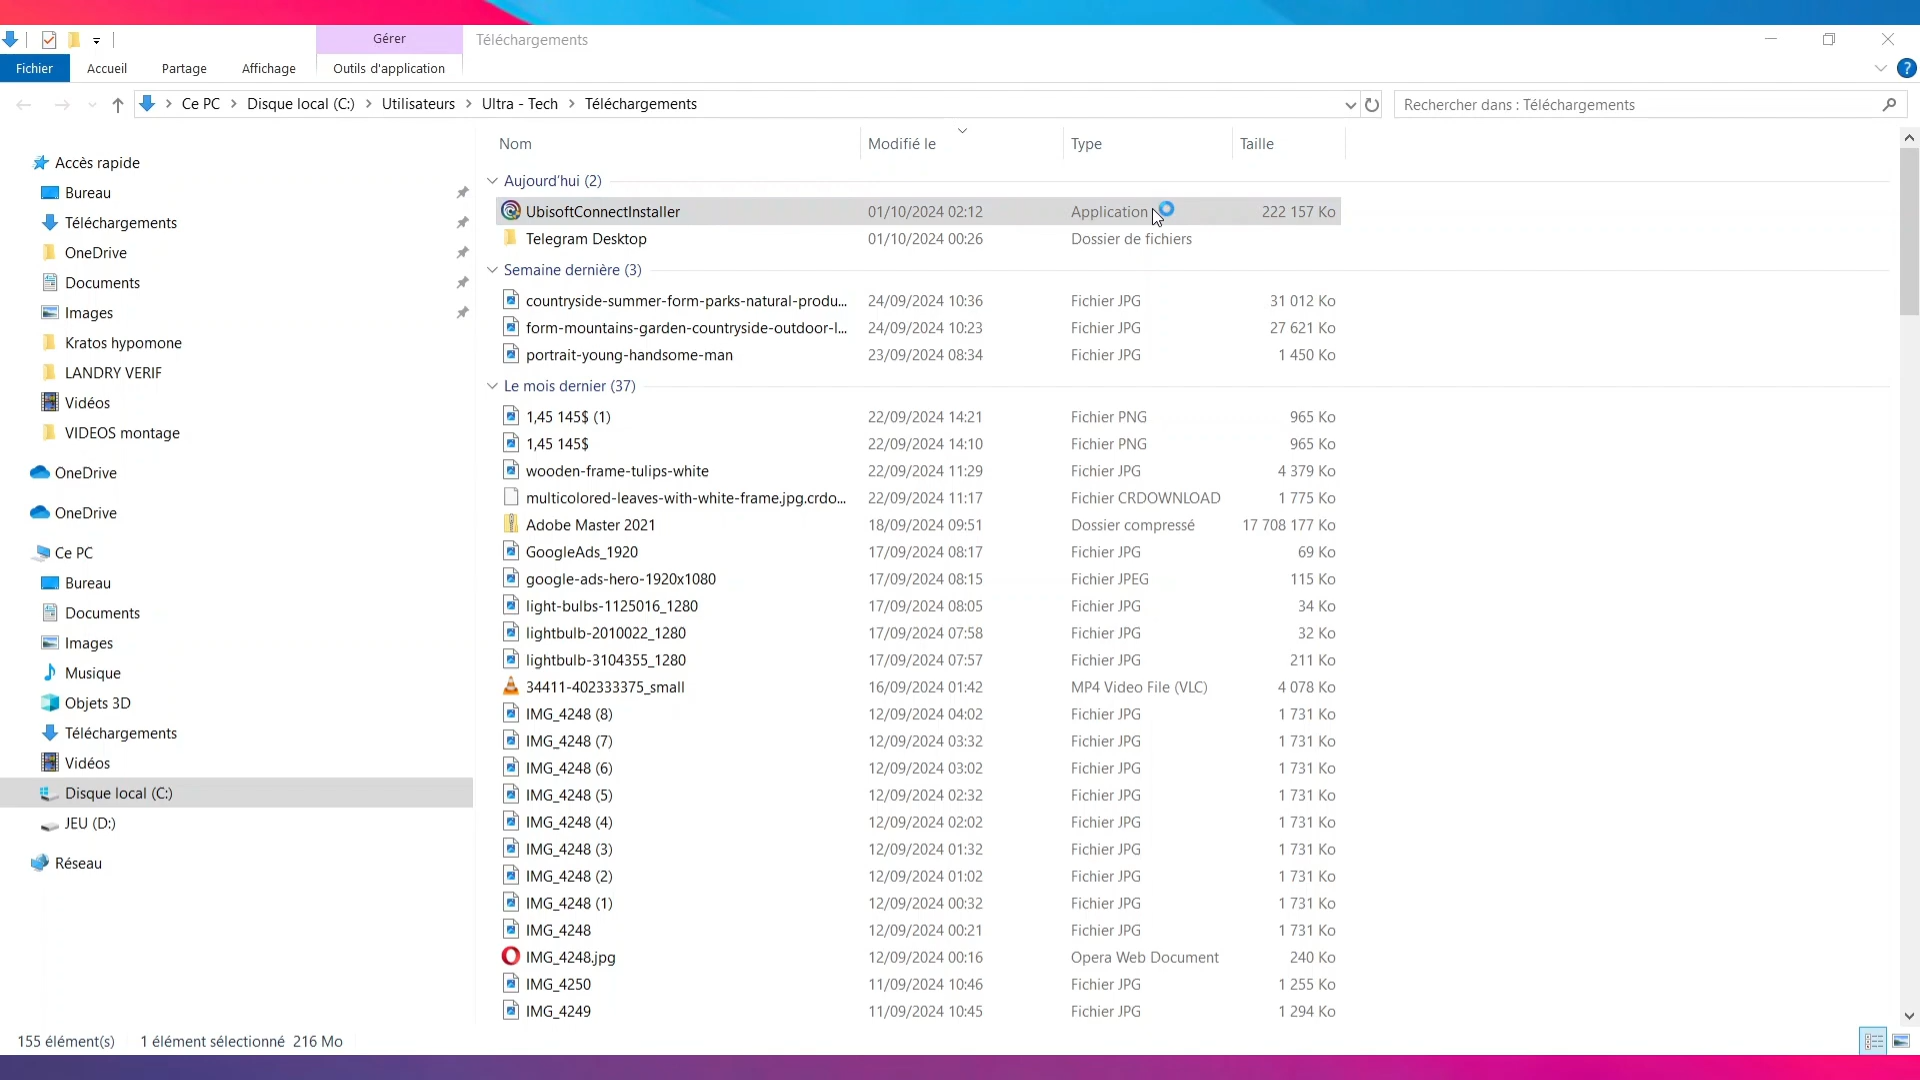 Gérer
Téléchargements
Fichier
Accueil
Partage
Affichage
Outils d'application
?
Ce PC
Disque local (C:)
Utilisateurs
Ultra - Tech
Téléchargements
Rechercher dans : Téléchargements
Accès rapide
Bureau
Téléchargements
OneDrive
Documents
Images
Kratos hypomone
LANDRY VERIF
Vidéos
VIDEOS montage
OneDrive
OneDrive
Ce PC
Bureau
Documents
Images
Musique
Objets 3D
Téléchargements
Vidéos
Disque local (C:)
JEU (D:)
Réseau
Nom Modifié le Type Taille
Aujourd'hui (2)
UbisoftConnectInstaller 01/10/2024 02:12 Application 222 157 Ko
Telegram Desktop 01/10/2024 00:26 Dossier de fichiers
Semaine dernière (3)
countryside-summer-form-parks-natural-produ... 24/09/2024 10:36 Fichier JPG 31 012 Ko
form-mountains-garden-countryside-outdoor-l... 24/09/2024 10:23 Fichier JPG 27 621 Ko
portrait-young-handsome-man 23/09/2024 08:34 Fichier JPG 1 450 Ko
Le mois dernier (37)
1,45 145$ (1) 22/09/2024 14:21 Fichier PNG 965 Ko
1,45 145$ 22/09/2024 14:10 Fichier PNG 965 Ko
wooden-frame-tulips-white 22/09/2024 11:29 Fichier JPG 4 379 Ko
multicolored-leaves-with-white-frame.jpg.crdo... 22/09/2024 11:17 Fichier CRDOWNLOAD 1 775 Ko
Adobe Master 2021 18/09/2024 09:51 Dossier compressé 17 708 177 Ko
GoogleAds_1920 17/09/2024 08:17 Fichier JPG 69 Ko
google-ads-hero-1920x1080 17/09/2024 08:15 Fichier JPEG 115 Ko
light-bulbs-1125016_1280 17/09/2024 08:05 Fichier JPG 34 Ko
lightbulb-2010022_1280 17/09/2024 07:58 Fichier JPG 32 Ko
lightbulb-3104355_1280 17/09/2024 07:57 Fichier JPG 211 Ko
34411-402333375_small 16/09/2024 01:42 MP4 Video File (VLC) 4 078 Ko
IMG_4248 (8) 12/09/2024 04:02 Fichier JPG 1 731 Ko
IMG_4248 (7) 12/09/2024 03:32 Fichier JPG 1 731 Ko
IMG_4248 (6) 12/09/2024 03:02 Fichier JPG 1 731 Ko
IMG_4248 (5) 12/09/2024 02:32 Fichier JPG 1 731 Ko
IMG_4248 (4) 12/09/2024 02:02 Fichier JPG 1 731 Ko
IMG_4248 (3) 12/09/2024 01:32 Fichier JPG 1 731 Ko
IMG_4248 (2) 12/09/2024 01:02 Fichier JPG 1 731 Ko
IMG_4248 (1) 12/09/2024 00:32 Fichier JPG 1 731 Ko
IMG_4248 12/09/2024 00:21 Fichier JPG 1 731 Ko
IMG_4248.jpg 12/09/2024 00:16 Opera Web Document 240 Ko
IMG_4250 11/09/2024 10:46 Fichier JPG 1 255 Ko
IMG_4249 11/09/2024 10:45 Fichier JPG 1 294 Ko
155 élément(s) 1 élément sélectionné 216 Mo